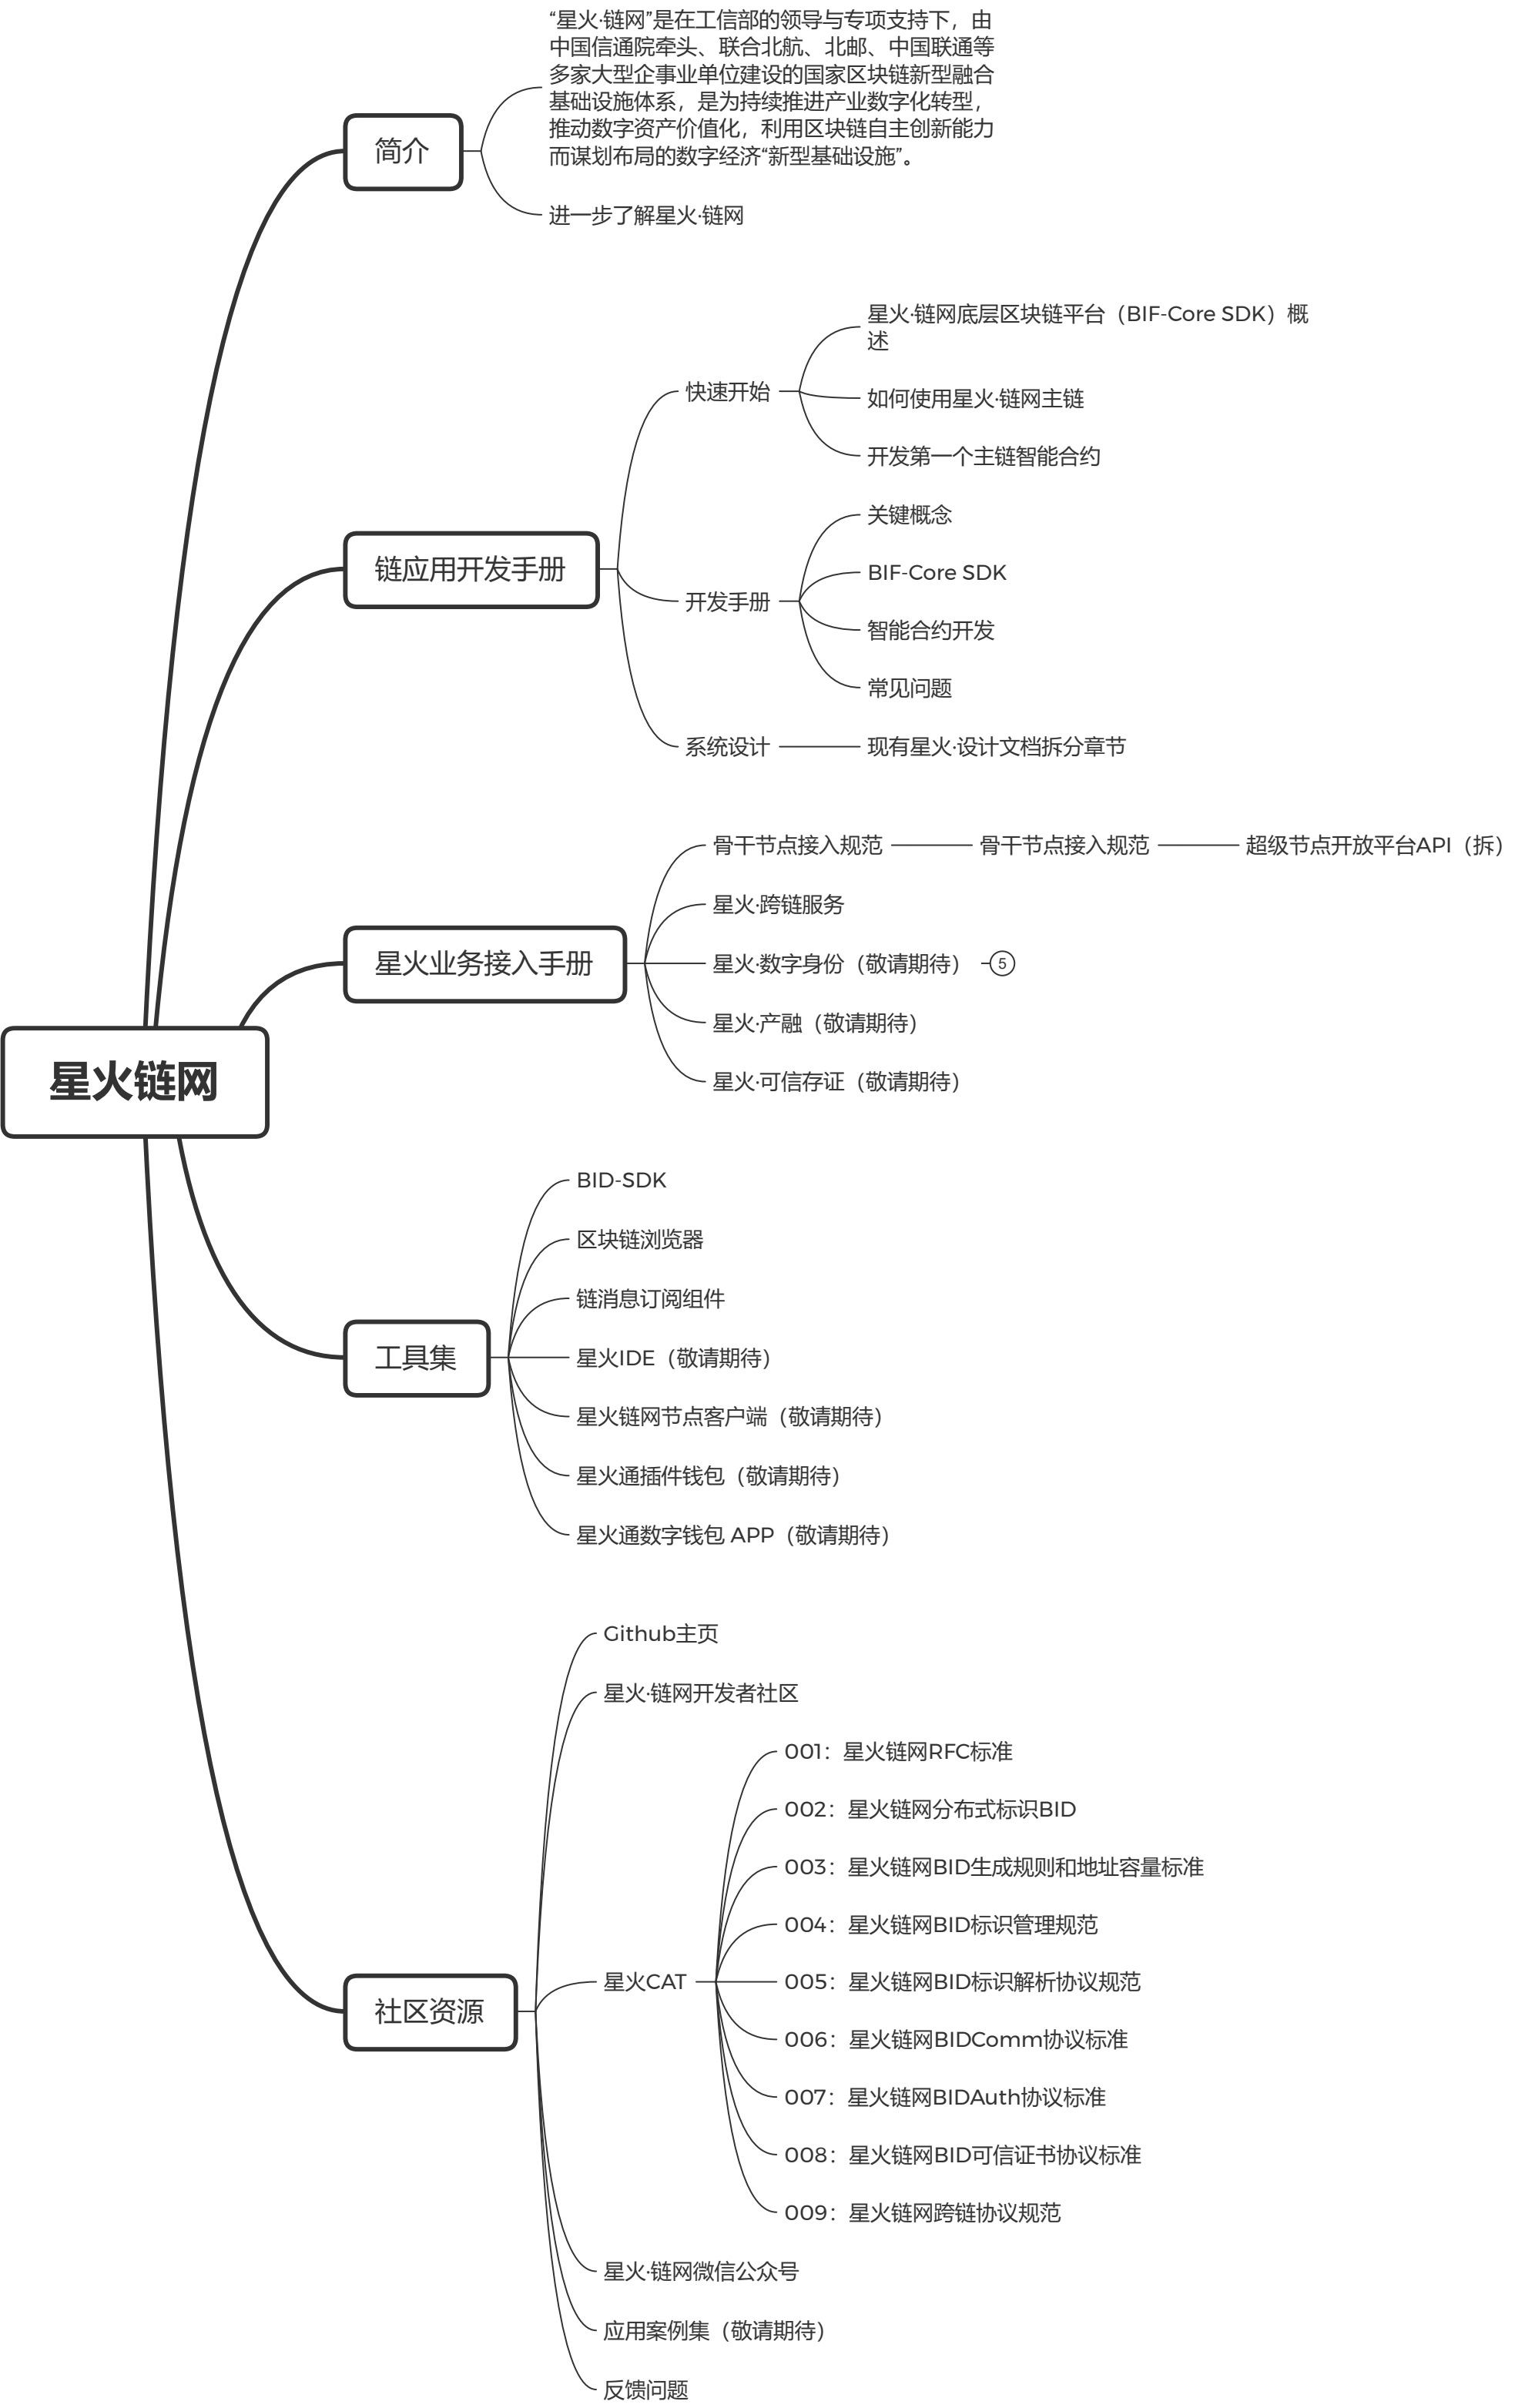 星火链网
简介
“星火·链网”是在工信部的领导与专项支持下，由
中国信通院牵头、联合北航、北邮、中国联通等
多家大型企事业单位建设的国家区块链新型融合
基础设施体系，是为持续推进产业数字化转型，
推动数字资产价值化，利用区块链自主创新能力
而谋划布局的数字经济“新型基础设施”。
进一步了解星火·链网
链应用开发手册
快速开始
星火·链网底层区块链平台（BIF-Core SDK）概
述
如何使用星火·链网主链
开发第一个主链智能合约
开发手册
关键概念
BIF-Core SDK
智能合约开发
常见问题
系统设计
现有星火·设计文档拆分章节
星火业务接入手册
骨干节点接入规范
骨干节点接入规范
超级节点开放平台API（拆）
星火·跨链服务
星火·数字身份（敬请期待）
5
星火·产融（敬请期待）
星火·可信存证（敬请期待）
工具集
BID-SDK
区块链浏览器
链消息订阅组件
星火IDE（敬请期待）
星火链网节点客户端（敬请期待）
星火通插件钱包（敬请期待）
星火通数字钱包 APP（敬请期待）
社区资源
Github主页
星火·链网开发者社区
星火CAT
001：星火链网RFC标准
002：星火链网分布式标识BID
003：星火链网BID生成规则和地址容量标准
004：星火链网BID标识管理规范
005：星火链网BID标识解析协议规范
006：星火链网BIDComm协议标准
007：星火链网BIDAuth协议标准
008：星火链网BID可信证书协议标准
009：星火链网跨链协议规范
星火·链网微信公众号
应用案例集（敬请期待）
反馈问题